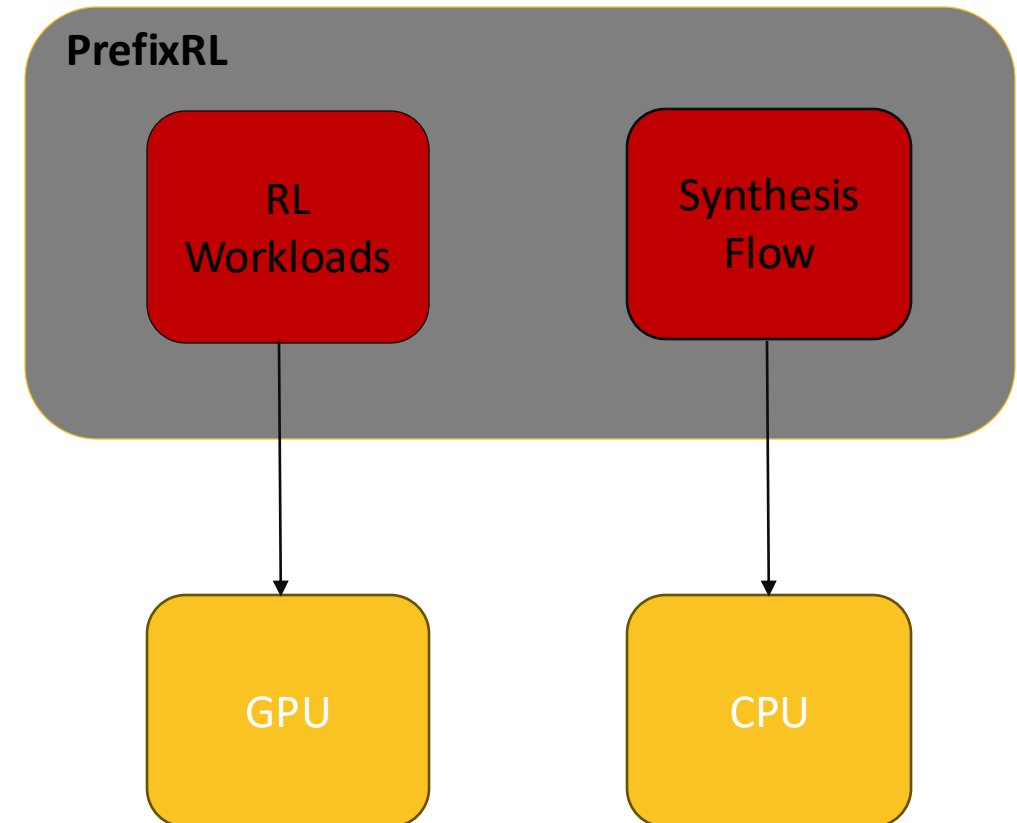 PrefixRL
RL
Workloads
Synthesis
Flow
GPU
CPU